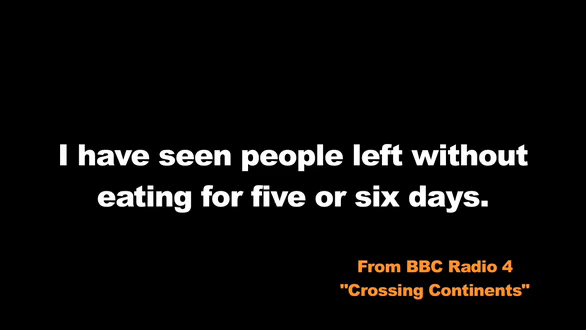 I have seen people left without
eating for five or six days.
From BBC Radio 4
"Crossing Continents"